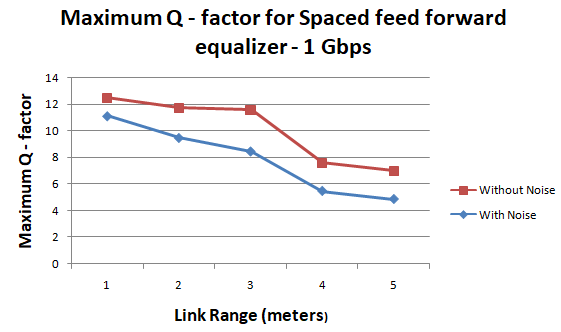 Maximum Q - factor for Spaced feed forward
equalizer - 1 Gbps
Maximum Q - factor
14
12
10
8
6
4
2
0
1 2 3 4 5
Link Range (meters)
Without Noise
With Noise